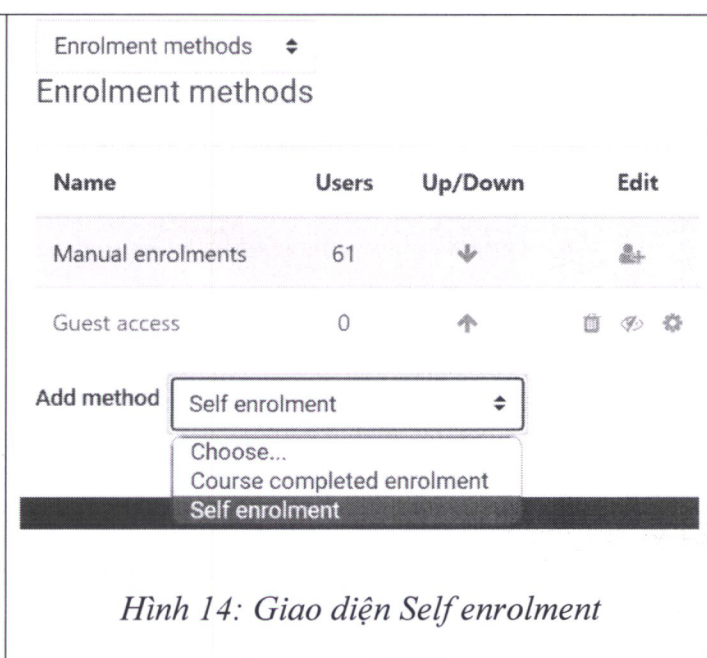 Enrolment methods
Enrolment methods
Name Users Up/Down Edit
Manual enrolments 61
Guest access 0
Add method Self enrolment
Choose...
Course completed enrolment
Self enrolment
Hình 14: Giao diện Self enrolment